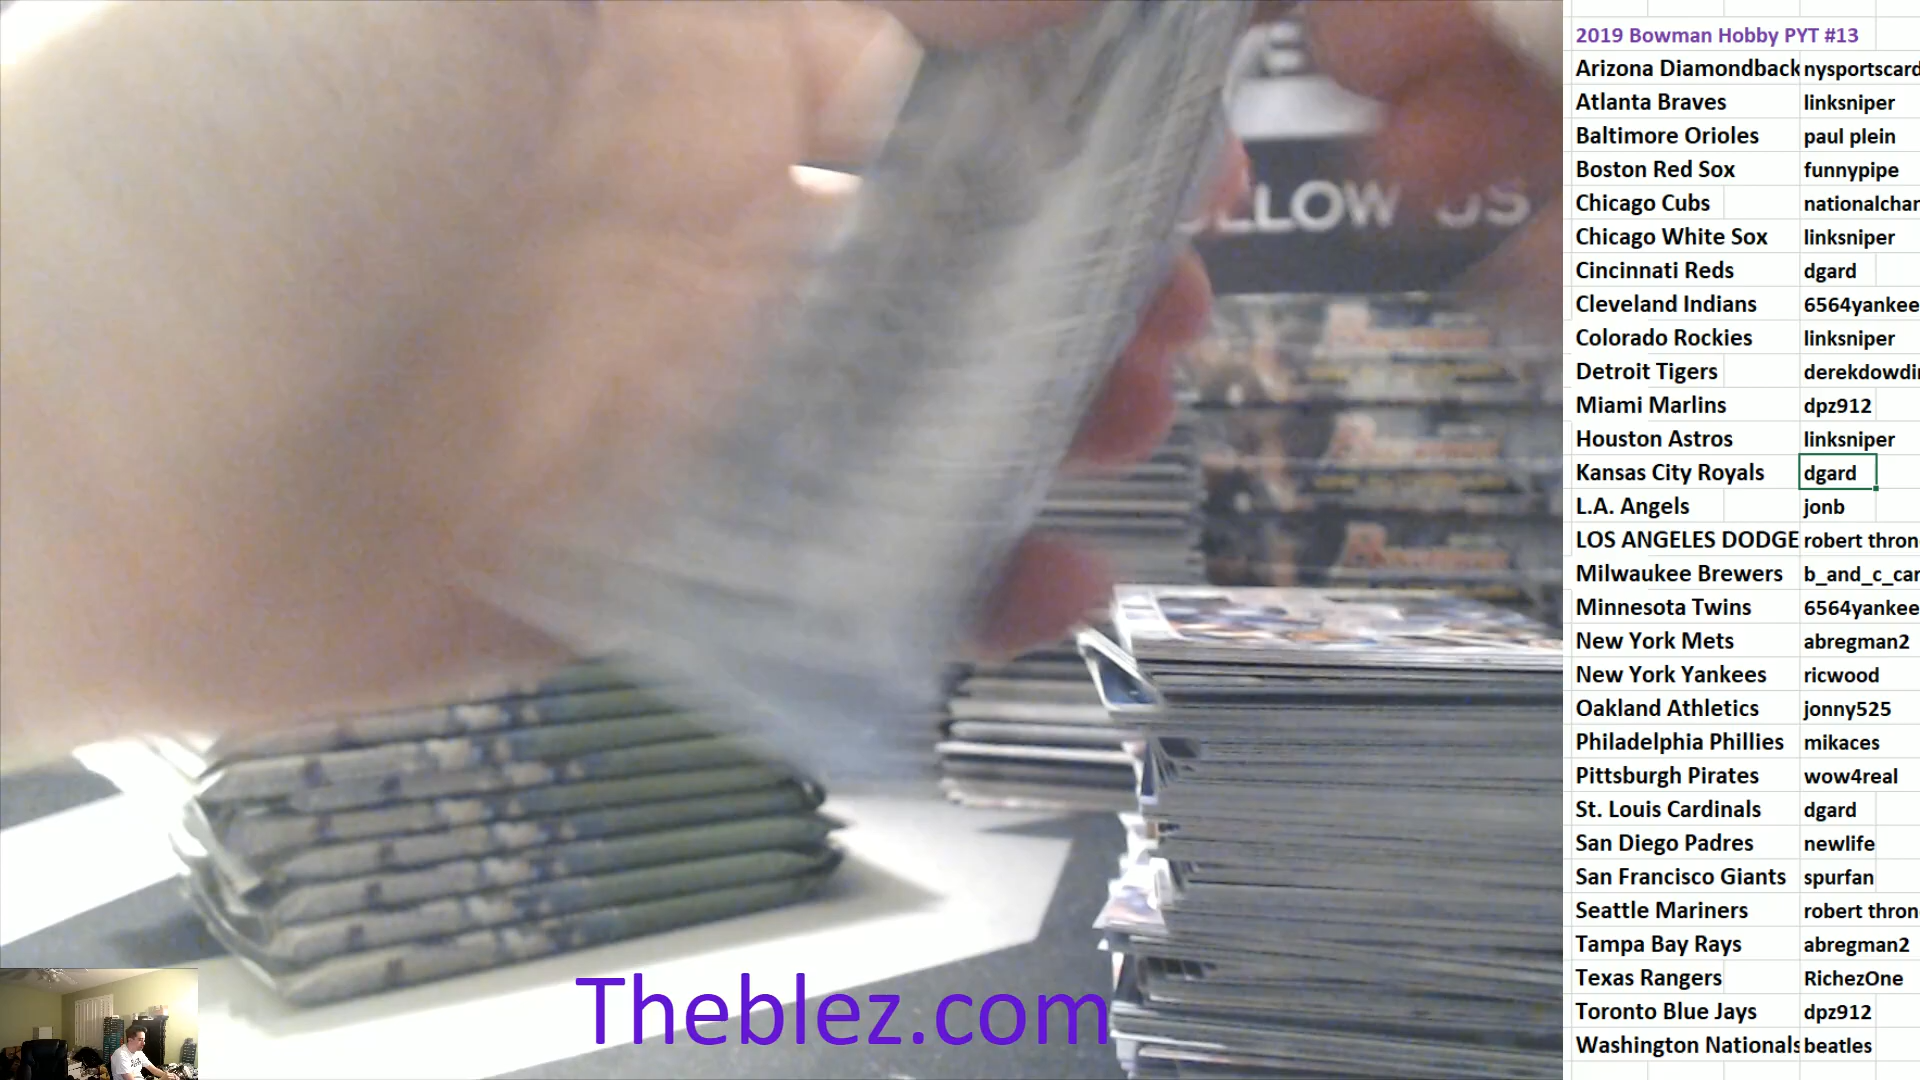 LLOW US
2019 Bowman Hobby PYT #13
Arizona Diamondback nysportscard
Atlanta Braves linksniper
Baltimore Orioles paul plein
Boston Red Sox funnypipe
Chicago Cubs nationalchar
Chicago White Sox linksniper
Cincinnati Reds dgard
Cleveland Indians 6564yankee
Colorado Rockies linksniper
Detroit Tigers derekdowdin
Miami Marlins dpz912
Houston Astros linksniper
Kansas City Royals dgard
L.A. Angels jonb
LOS ANGELES DODGE robert thron
Milwaukee Brewers b_and_c_car
Minnesota Twins 6564yankee
New York Mets abregman2
New York Yankees ricwood
Oakland Athletics jonny525
Philadelphia Phillies mikaces
Pittsburgh Pirates wow4real
St. Louis Cardinals dgard
San Diego Padres newlife
San Francisco Giants spurfan
Seattle Mariners robert thron
Tampa Bay Rays abregman2
Texas Rangers RichezOne
Toronto Blue Jays dpz912
Washington Nationals beatles
Theblez.com